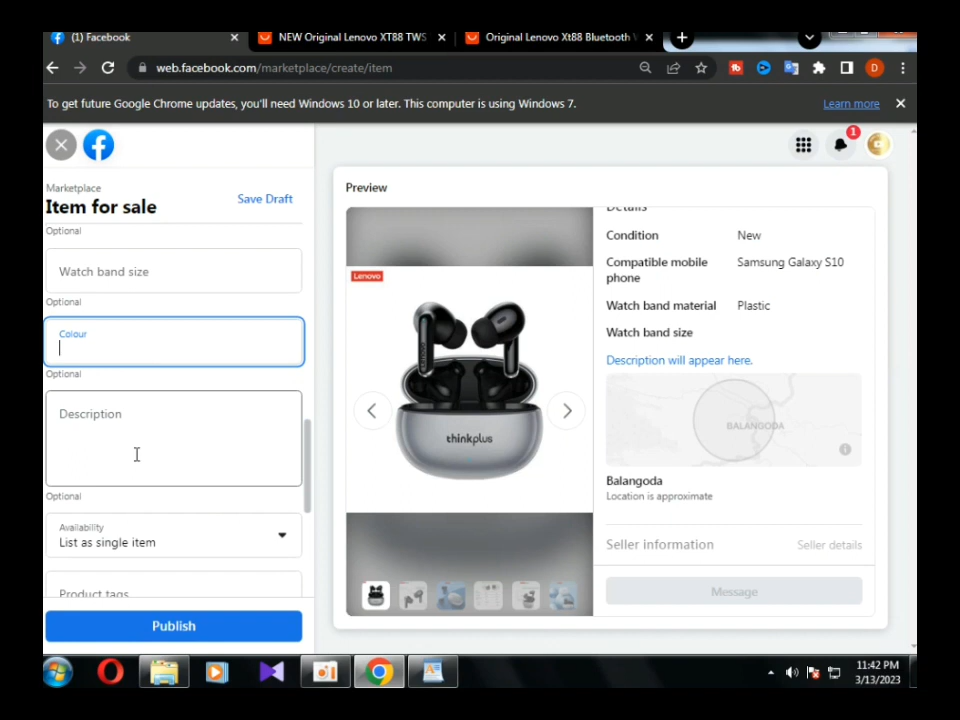 (1) Facebook
NEW Original Lenovo XT88 TWS
Original Lenovo Xt88 Bluetooth
web.facebook.com/marketplace/create/item
D
To get future Google Chrome updates, you'll need Windows 10 or later. This computer is using Windows 7.
Learn more
1
Marketplace
Item for sale
Save Draft
Optional
Watch band size
Optional
Colour
Optional
Description
Optional
Availability
List as single item
Product tags
Publish
Preview
Lenovo
Lenovo
thinkplus
Details
Condition New
Compatible mobile Samsung Galaxy S10
phone
Watch band material Plastic
Watch band size
Description will appear here.
BALANGODA
Balangoda
Location is approximate
Seller information Seller details
Message
11:42 PM
3/13/2023